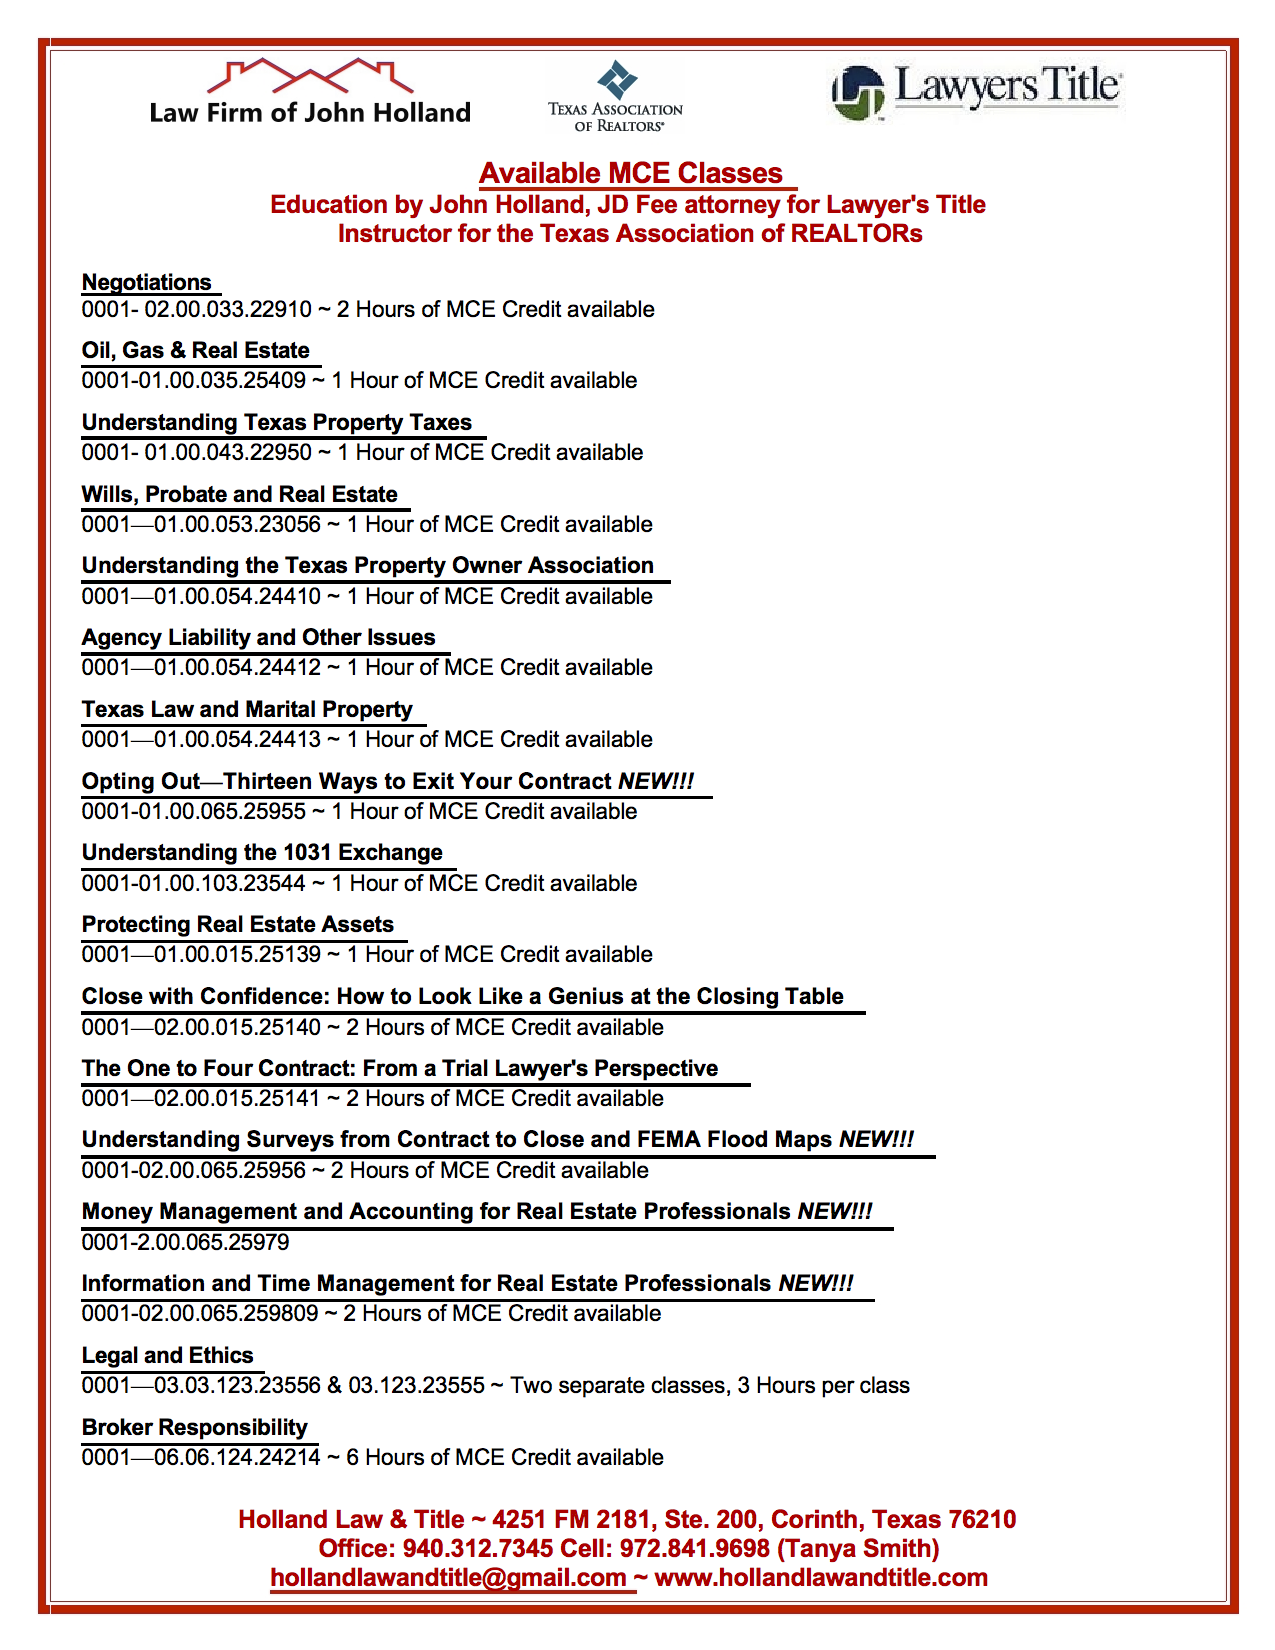 Law Firm of John Holland
TEXAS ASSOCIATION
OF REALTORS®
LT
Lawyers Title
Available MCE Classes
Education by John Holland, JD Fee attorney for Lawyer's Title
Instructor for the Texas Association of REALTORs
Negotiations
0001- 02.00.033.22910 ~ 2 Hours of MCE Credit available
Oil, Gas & Real Estate
0001-01.00.035.25409 ~ 1 Hour of MCE Credit available
Understanding Texas Property Taxes
0001- 01.00.043.22950 ~ 1 Hour of MCE Credit available
Wills, Probate and Real Estate
0001—01.00.053.23056 ~ 1 Hour of MCE Credit available
Understanding the Texas Property Owner Association
0001—01.00.054.24410 ~ 1 Hour of MCE Credit available
Agency Liability and Other Issues
0001—01.00.054.24412 ~ 1 Hour of MCE Credit available
Texas Law and Marital Property
0001—01.00.054.24413 ~ 1 Hour of MCE Credit available
Opting Out—Thirteen Ways to Exit Your Contract NEW!!!
0001-01.00.065.25955 ~ 1 Hour of MCE Credit available
Understanding the 1031 Exchange
0001-01.00.103.23544 ~ 1 Hour of MCE Credit available
Protecting Real Estate Assets
0001—01.00.015.25139 ~ 1 Hour of MCE Credit available
Close with Confidence: How to Look Like a Genius at the Closing Table
0001—02.00.015.25140 ~ 2 Hours of MCE Credit available
The One to Four Contract: From a Trial Lawyer's Perspective
0001—02.00.015.25141 ~ 2 Hours of MCE Credit available
Understanding Surveys from Contract to Close and FEMA Flood Maps NEW!!!
0001-02.00.065.25956 ~ 2 Hours of MCE Credit available
Money Management and Accounting for Real Estate Professionals NEW!!!
0001-2.00.065.25979
Information and Time Management for Real Estate Professionals NEW!!!
0001-02.00.065.259809 ~ 2 Hours of MCE Credit available
Legal and Ethics
0001—03.03.123.23556 & 03.123.23555 ~ Two separate classes, 3 Hours per class
Broker Responsibility
0001—06.06.124.24214 ~ 6 Hours of MCE Credit available
Holland Law & Title ~ 4251 FM 2181, Ste. 200, Corinth, Texas 76210
Office: 940.312.7345 Cell: 972.841.9698 (Tanya Smith)
hollandlawandtitle@gmail.com ~ www.hollandlawandtitle.com